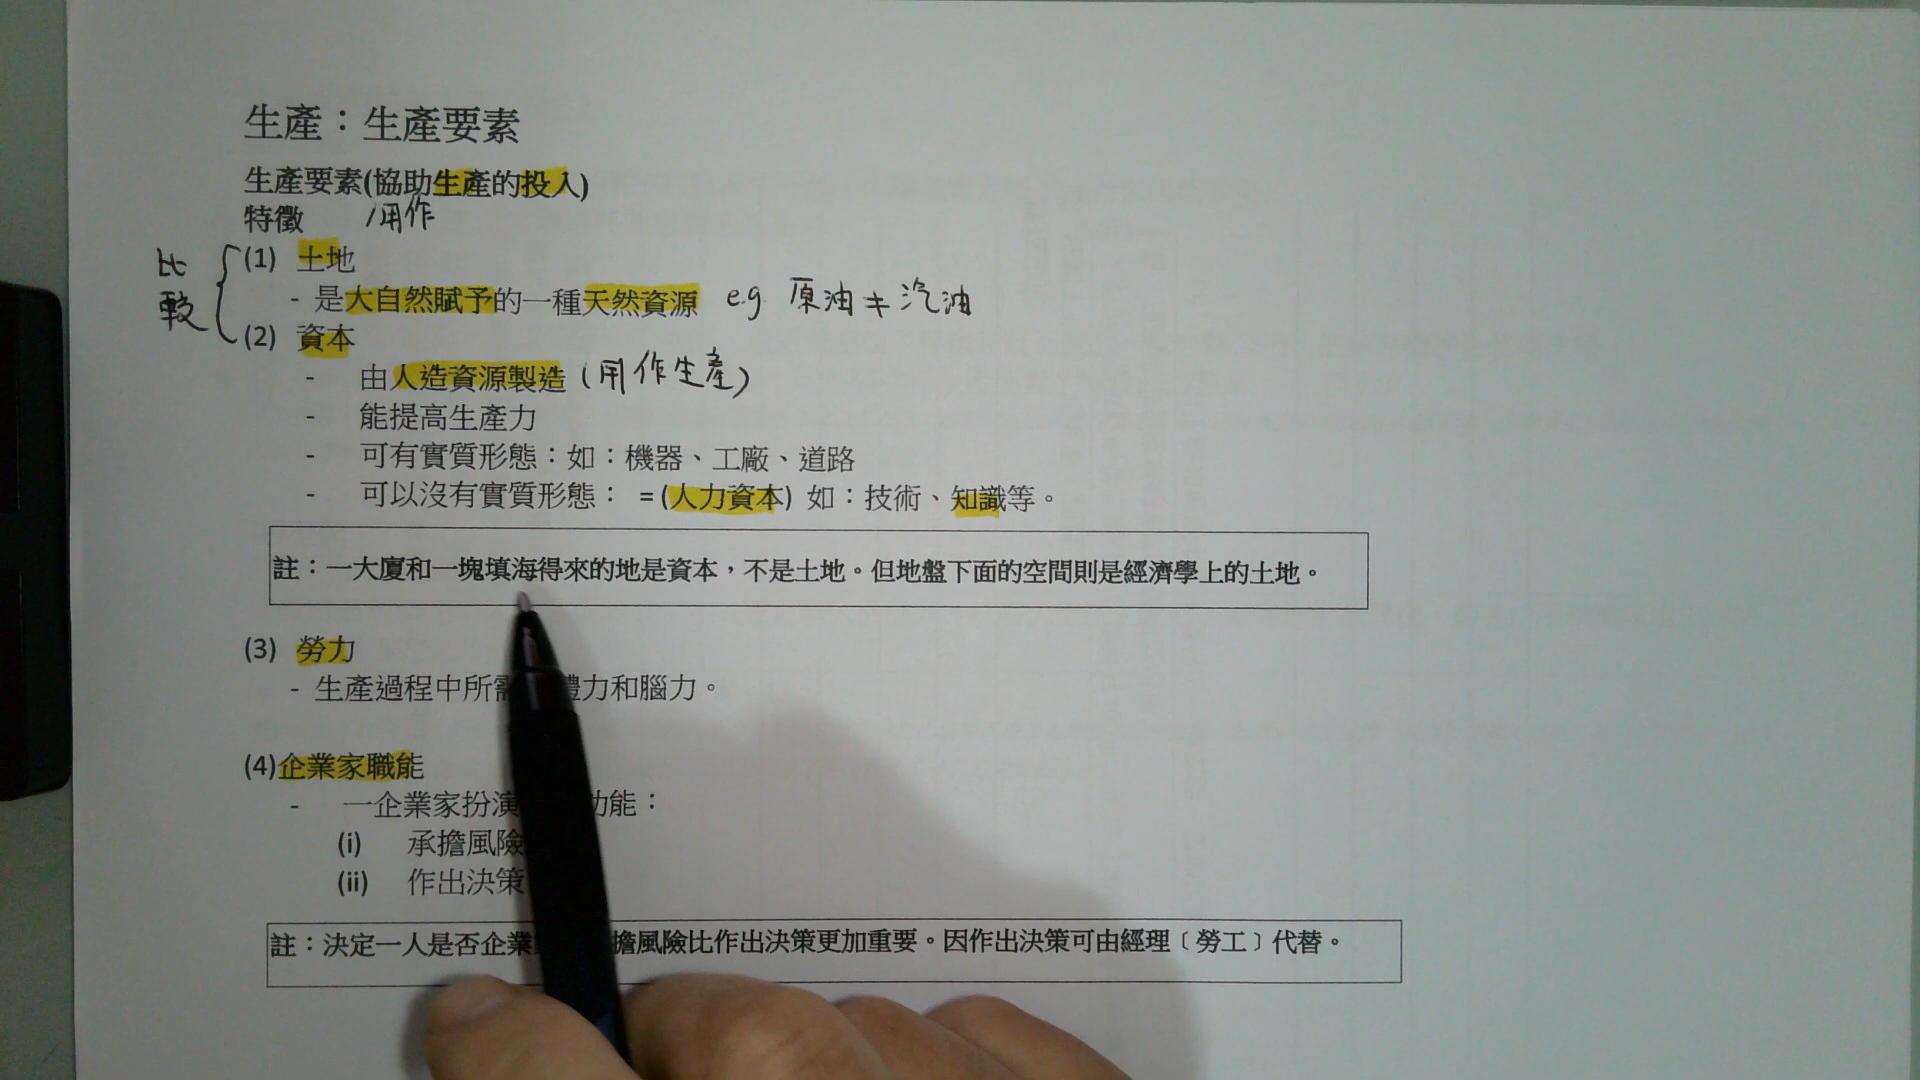 生產：生產要素
生產要素(協助生產的投入)
特徵 /用作
比較
(1) 土地
- 是大自然賦予的一種天然資源 e.g 原油 ≠ 汽油
(2) 資本
- 由人造資源製造 (用作生產)
- 能提高生產力
- 可有實質形態：如：機器、工廠、道路
- 可以沒有實質形態： = (人力資本) 如：技術、知識等。
註：一大廈和一塊填海得來的地是資本，不是土地。但地盤下面的空間則是經濟學上的土地。
(3) 勞力
- 生產過程中所需 體力和腦力。
(4)企業家職能
- 一企業家扮演 功能：
(i) 承擔風險
(ii) 作出決策
註：決定一人是否企業 擔風險比作出決策更加重要。因作出決策可由經理﹝勞工﹞代替。